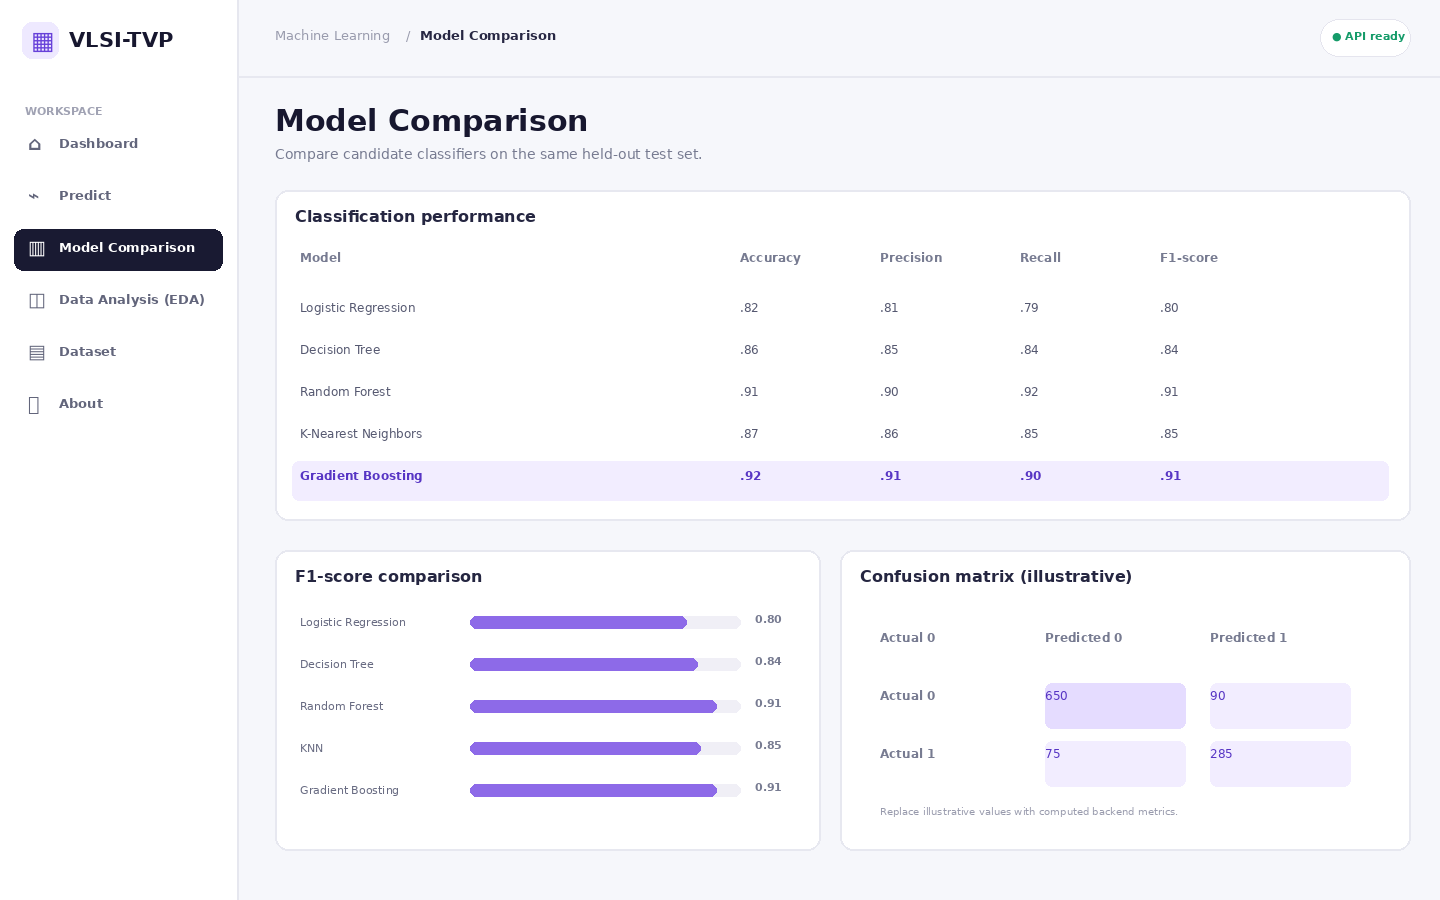 VLSI-TVP
Machine Learning / Model Comparison
API ready
WORKSPACE
Dashboard
Predict
Model Comparison
Data Analysis (EDA)
Dataset
About
Model Comparison
Compare candidate classifiers on the same held-out test set.
Classification performance
Model Accuracy Precision Recall F1-score
Logistic Regression .82 .81 .79 .80
Decision Tree .86 .85 .84 .84
Random Forest .91 .90 .92 .91
K-Nearest Neighbors .87 .86 .85 .85
Gradient Boosting .92 .91 .90 .91
F1-score comparison
Logistic Regression 0.80
Decision Tree 0.84
Random Forest 0.91
KNN 0.85
Gradient Boosting 0.91
Confusion matrix (illustrative)
Actual 0 Predicted 0 Predicted 1
Actual 0 650 90
Actual 1 75 285
Replace illustrative values with computed backend metrics.